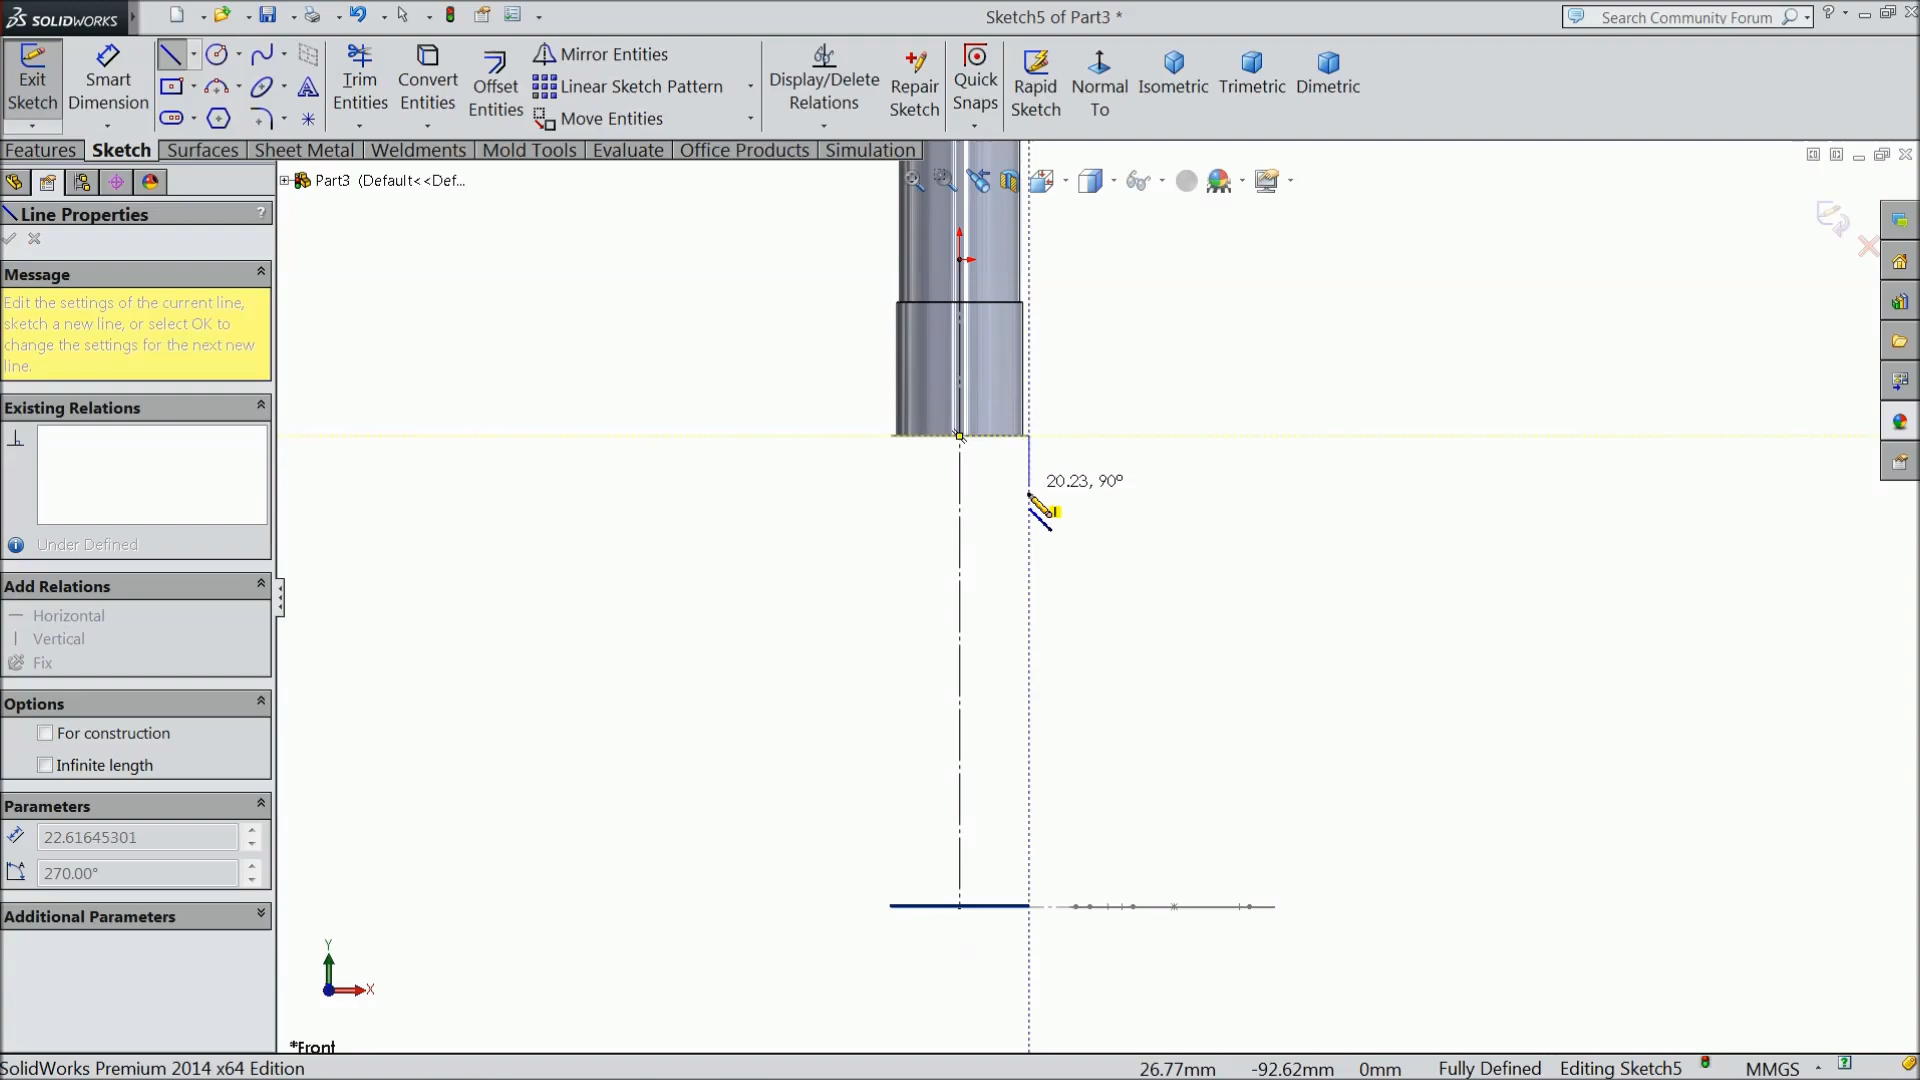 SOLIDWORKS
Sketch5 of Part3 *
Search Community Forum
Exit Sketch
Smart Dimension
Trim Entities
Convert Entities
Offset Entities
Mirror Entities
Linear Sketch Pattern
Move Entities
Display/Delete Relations
Repair Sketch
Quick Snaps
Rapid Sketch
Normal To
Isometric
Trimetric
Dimetric
Features
Sketch
Surfaces
Sheet Metal
Weldments
Mold Tools
Evaluate
Office Products
Simulation
Part3 (Default<<Def...
Line Properties
?
Message
Edit the settings of the current line,
sketch a new line, or select OK to
change the settings for the next new
line.
Existing Relations
Under Defined
Add Relations
Horizontal
Vertical
Fix
Options
For construction
Infinite length
Parameters
22.61645301
270.00°
Additional Parameters
20.23, 90°
Y
X
*Front
SolidWorks Premium 2014 x64 Edition
26.77mm
-92.62mm
0mm
Fully Defined
Editing Sketch5
MMGS